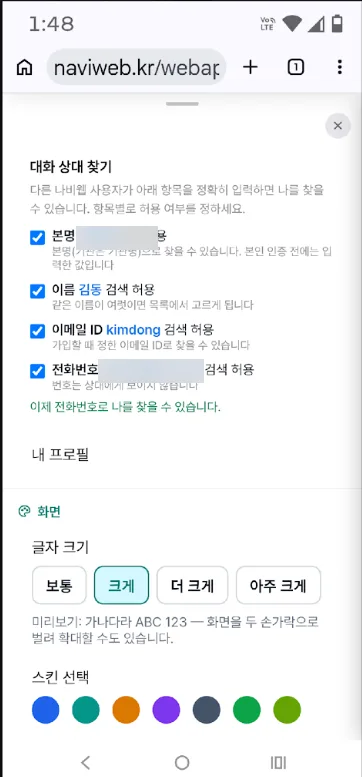 1:48
VoD LTE
naviweb.kr/webap
1
대화 상대 찾기
다른 나비웹 사용자가 아래 항목을 정확히 입력하면 나를 찾을
수 있습니다. 항목별로 허용 여부를 정하세요.
본명 용
본명(기관은 기관명)으로 찾을 수 있습니다. 본인 인증 전에는 입
력한 값입니다
이름 김동 검색 허용
같은 이름이 여럿이면 목록에서 고르게 됩니다
이메일 ID kimdong 검색 허용
가입할 때 정한 이메일 ID로 찾을 수 있습니다
전화번호 검색 허용
번호는 상대에게 보이지 않습니다
이제 전화번호로 나를 찾을 수 있습니다.
내 프로필
화면
글자 크기
보통 크게 더 크게 아주 크게
미리보기: 가나다라 ABC 123 — 화면을 두 손가락으로
벌려 확대할 수도 있습니다.
스킨 선택